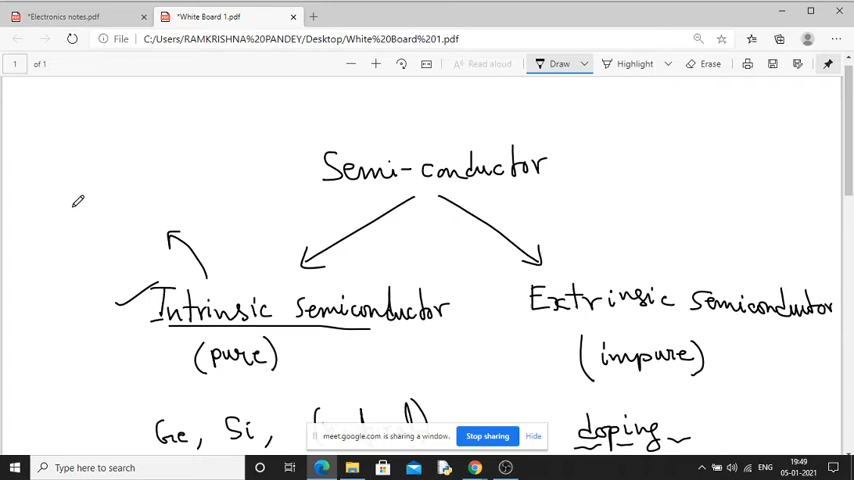 *Electronics notes.pdf
*White Board 1.pdf
File C:/Users/RAMKRISHNA%20PANDEY/Desktop/White%20Board%201.pdf
1 of 1 Read aloud Draw Highlight Erase
Semi-conductor
Intrinsic semiconductor Extrinsic semicondutor
(pure) (impure)
Ge, Si, doping
meet.google.com is sharing a window. Stop sharing Hide
Type here to search
ENG
19:49
05-01-2021